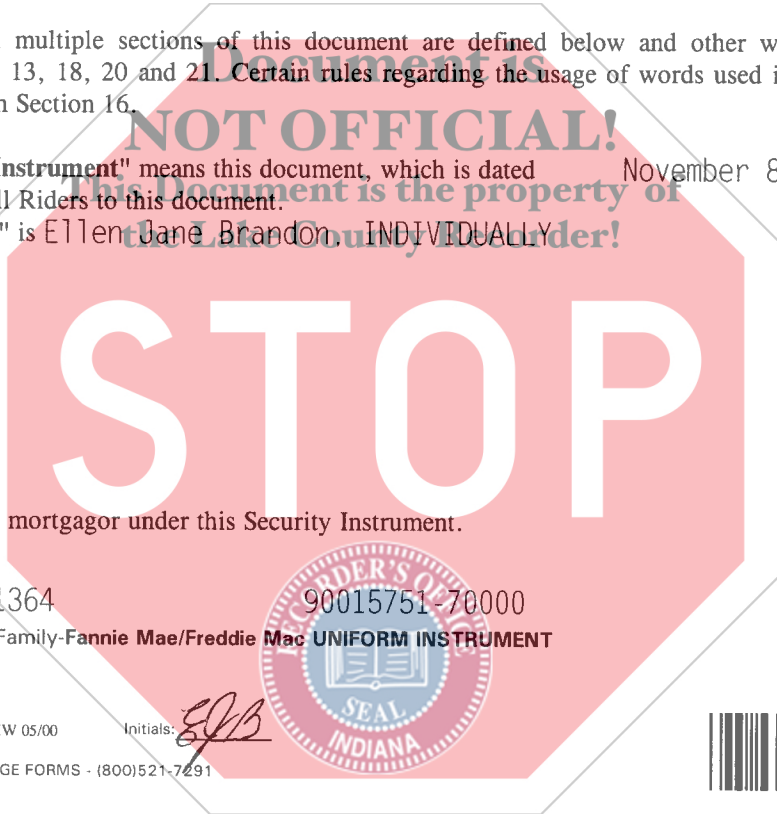 multiple sections of this document are defined below and other w
Document is
13, 18, 20 and 21. Certain rules regarding the usage of words used i
n Section 16.
NOT OFFICIAL!
nstrument" means this document, which is dated November 8
This Document is the property of
ll Riders to this document.
" is Ellen Jane Brandon, INDIVIDUALLY
the Lake County Recorder!
STOP
mortgagor under this Security Instrument.
1364 90015751-70000
Family-Fannie Mae/Freddie Mac UNIFORM INSTRUMENT
RECORDER'S OFFICE
SEAL
INDIANA
W 05/00 Initials: EJB
GE FORMS - (800)521-7291